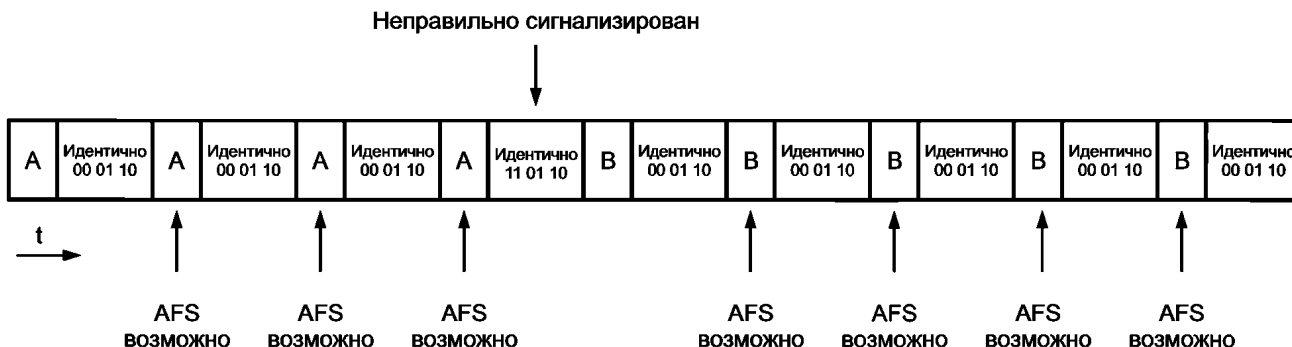 Неправильно сигнализирован
A Идентично A Идентично A Идентично A Идентично B Идентично B Идентично B Идентично B Идентично B Идентично
00 01 10 00 01 10 00 01 10 11 01 10 00 01 10 00 01 10 00 01 10 00 01 10 00 01 10
t
AFS AFS AFS AFS AFS AFS AFS
возможно возможно возможно возможно возможно возможно возможно